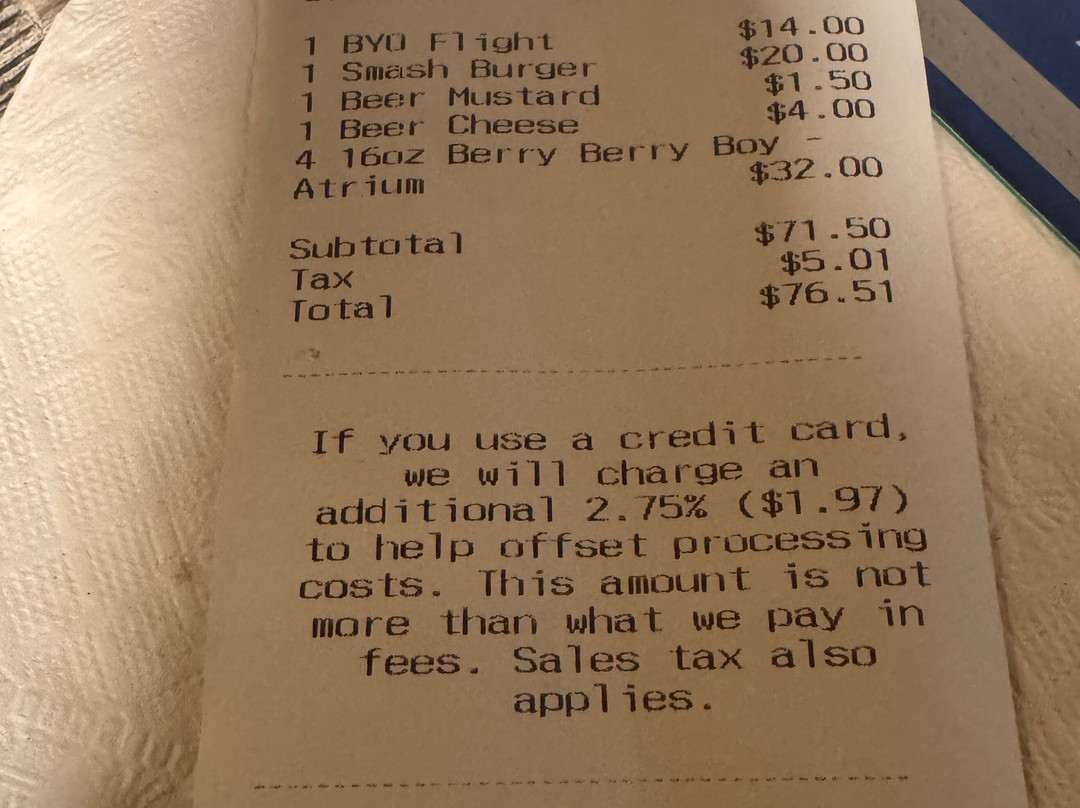 1 BYO Flight $14.00
1 Smash Burger $20.00
1 Beer Mustard $1.50
1 Beer Cheese $4.00
4 16oz Berry Berry Boy -
Atrium $32.00
Subtotal $71.50
Tax $5.01
Total $76.51
If you use a credit card,
we will charge an
additional 2.75% ($1.97)
to help offset processing
costs. This amount is not
more than what we pay in
fees. Sales tax also
applies.